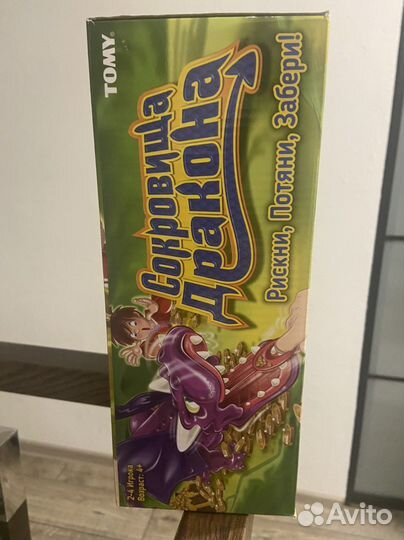 TOMY
Сокровища
Дракона
Рискни, Потяни, Забери!
2-4 Игрока
Возраст: 4+
Avito